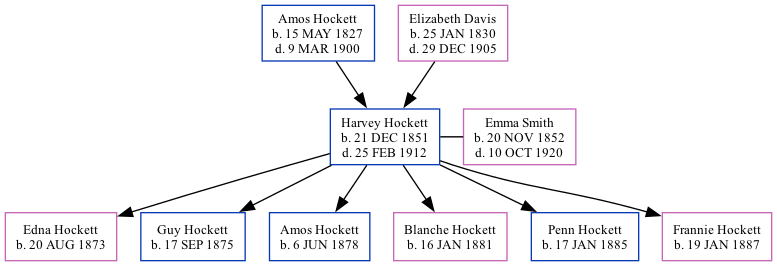 Amos Hockett
b. 15 MAY 1827
d. 9 MAR 1900
Elizabeth Davis
b. 25 JAN 1830
d. 29 DEC 1905
Harvey Hockett
b. 21 DEC 1851
d. 25 FEB 1912
Emma Smith
b. 20 NOV 1852
d. 10 OCT 1920
Edna Hockett
b. 20 AUG 1873
Guy Hockett
b. 17 SEP 1875
Amos Hockett
b. 6 JUN 1878
Blanche Hockett
b. 16 JAN 1881
Penn Hockett
b. 17 JAN 1885
Frannie Hockett
b. 19 JAN 1887